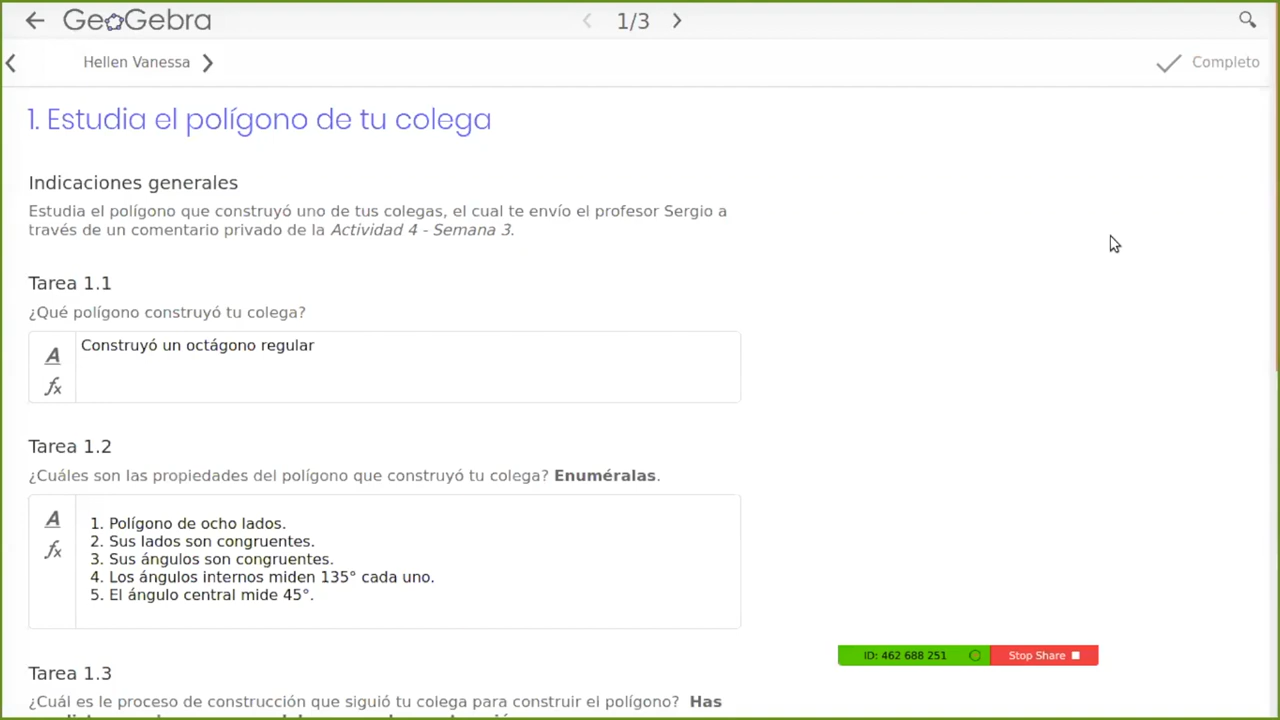 GeoGebra
1/3
Hellen Vanessa
Completo
1. Estudia el polígono de tu colega
Indicaciones generales
Estudia el polígono que construyó uno de tus colegas, el cual te envío el profesor Sergio a
través de un comentario privado de la Actividad 4 - Semana 3.
Tarea 1.1
¿Qué polígono construyó tu colega?
A
Construyó un octágono regular
fx
Tarea 1.2
¿Cuáles son las propiedades del polígono que construyó tu colega? Enuméralas.
A
fx
1. Polígono de ocho lados.
2. Sus lados son congruentes.
3. Sus ángulos son congruentes.
4. Los ángulos internos miden 135° cada uno.
5. El ángulo central mide 45°.
ID: 462 688 251
Stop Share
Tarea 1.3
¿Cuál es le proceso de construcción que siguió tu colega para construir el polígono? Has